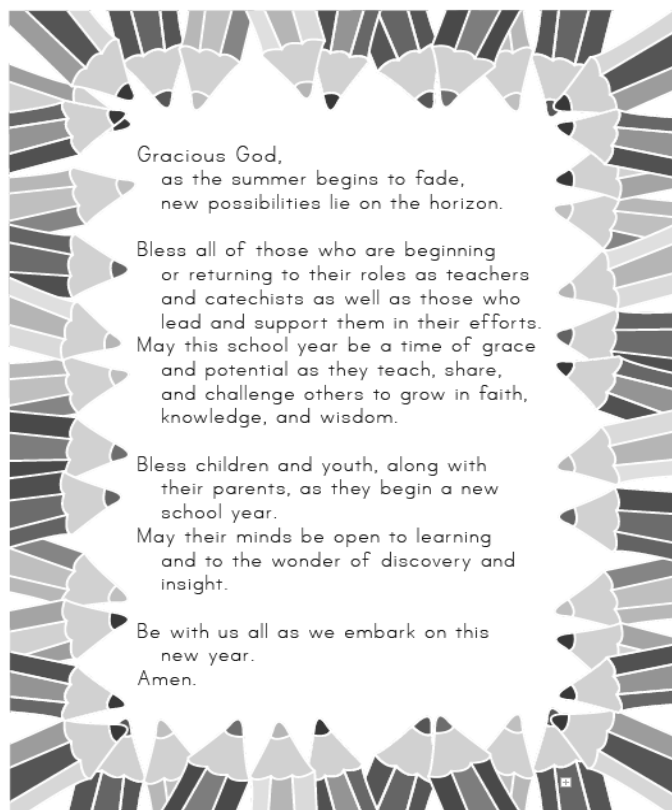 Gracious God,
as the summer begins to fade,
new possibilities lie on the horizon.
Bless all of those who are beginning
or returning to their roles as teachers
and catechists as well as those who
lead and support them in their efforts.
May this school year be a time of grace
and potential as they teach, share,
and challenge others to grow in faith,
knowledge, and wisdom.
Bless children and youth, along with
their parents, as they begin a new
school year.
May their minds be open to learning
and to the wonder of discovery and
insight.
Be with us all as we embark on this
new year.
Amen.